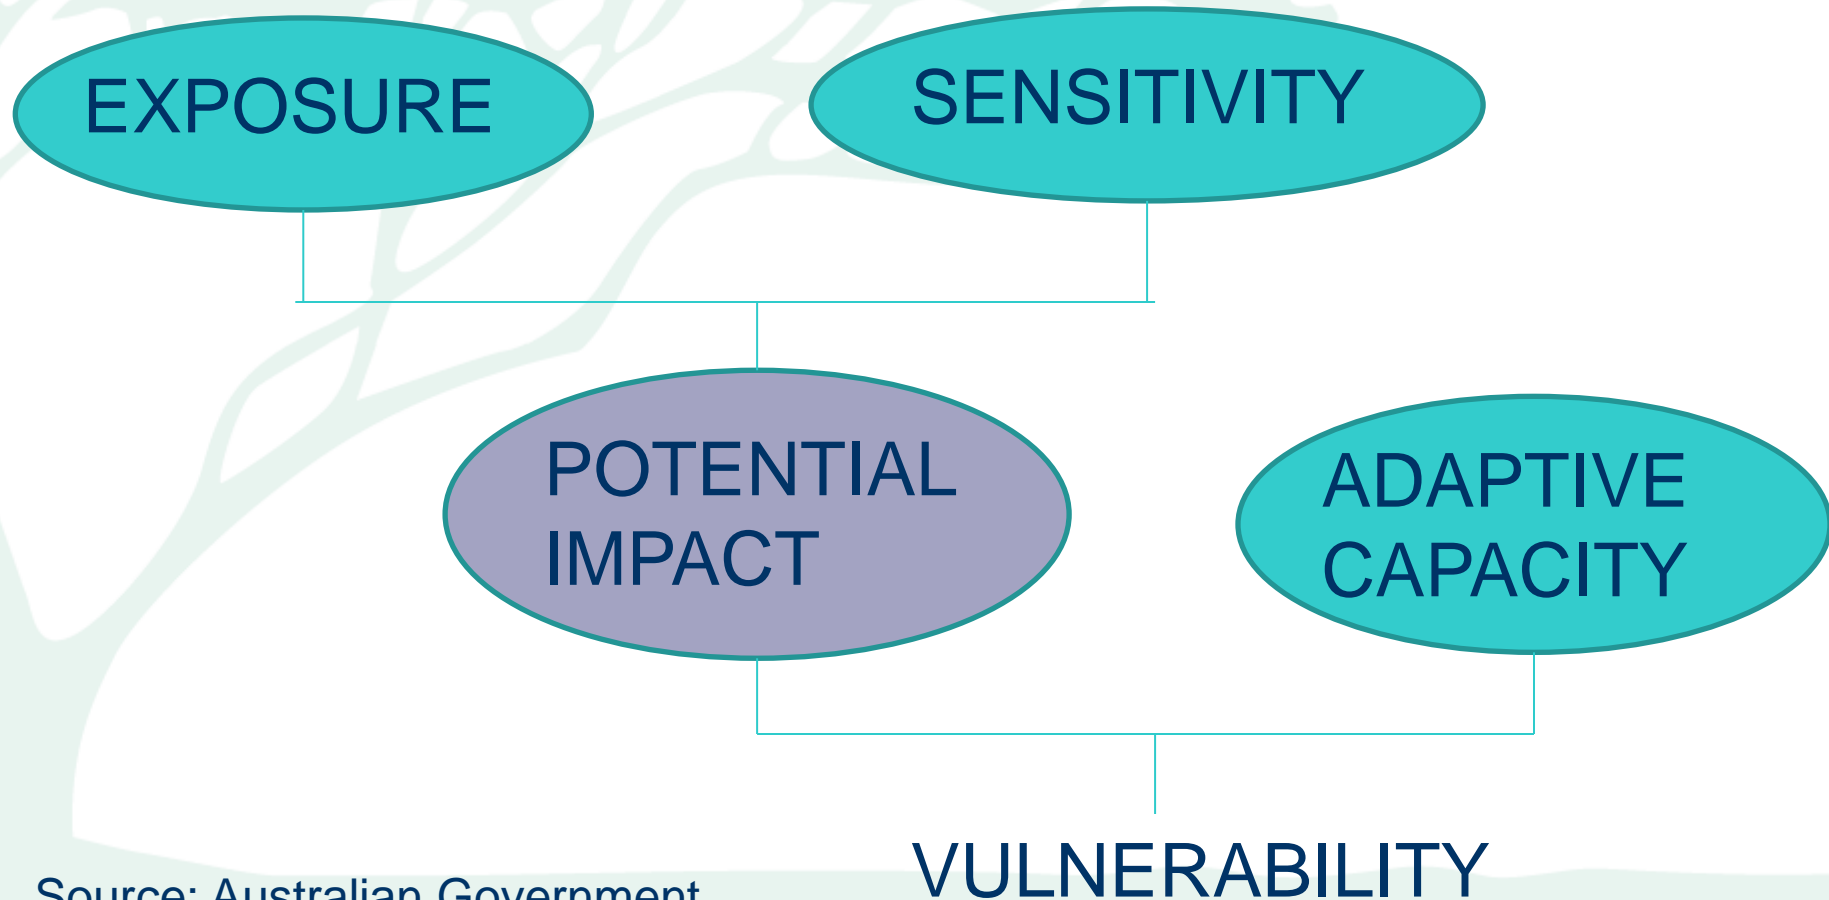 EXPOSURE
SENSITIVITY
POTENTIAL
IMPACT
ADAPTIVE
CAPACITY
VULNERABILITY
Source: Australian Government